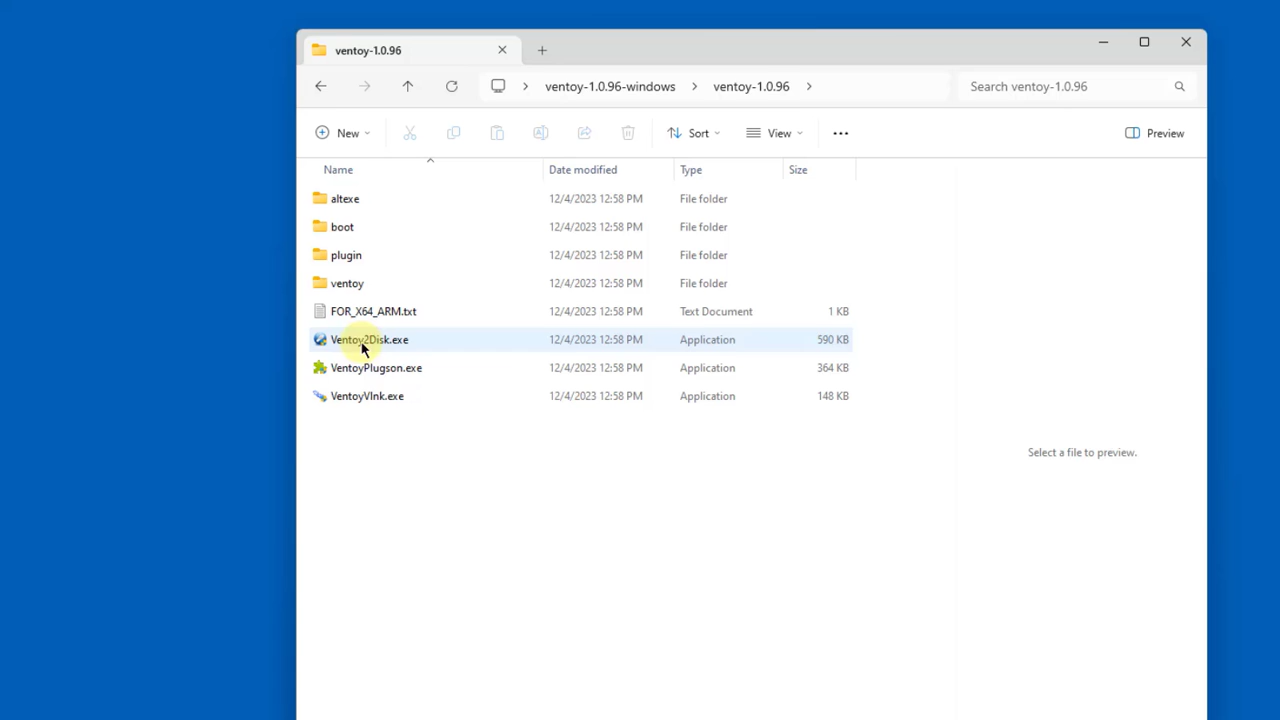 ventoy-1.0.96
ventoy-1.0.96-windows ventoy-1.0.96 Search ventoy-1.0.96
New Sort View Preview
Name Date modified Type Size
altexe 12/4/2023 12:58 PM File folder
boot 12/4/2023 12:58 PM File folder
plugin 12/4/2023 12:58 PM File folder
ventoy 12/4/2023 12:58 PM File folder
FOR_X64_ARM.txt 12/4/2023 12:58 PM Text Document 1 KB
Ventoy2Disk.exe 12/4/2023 12:58 PM Application 590 KB
VentoyPlugson.exe 12/4/2023 12:58 PM Application 364 KB
VentoyVlnk.exe 12/4/2023 12:58 PM Application 148 KB
Select a file to preview.